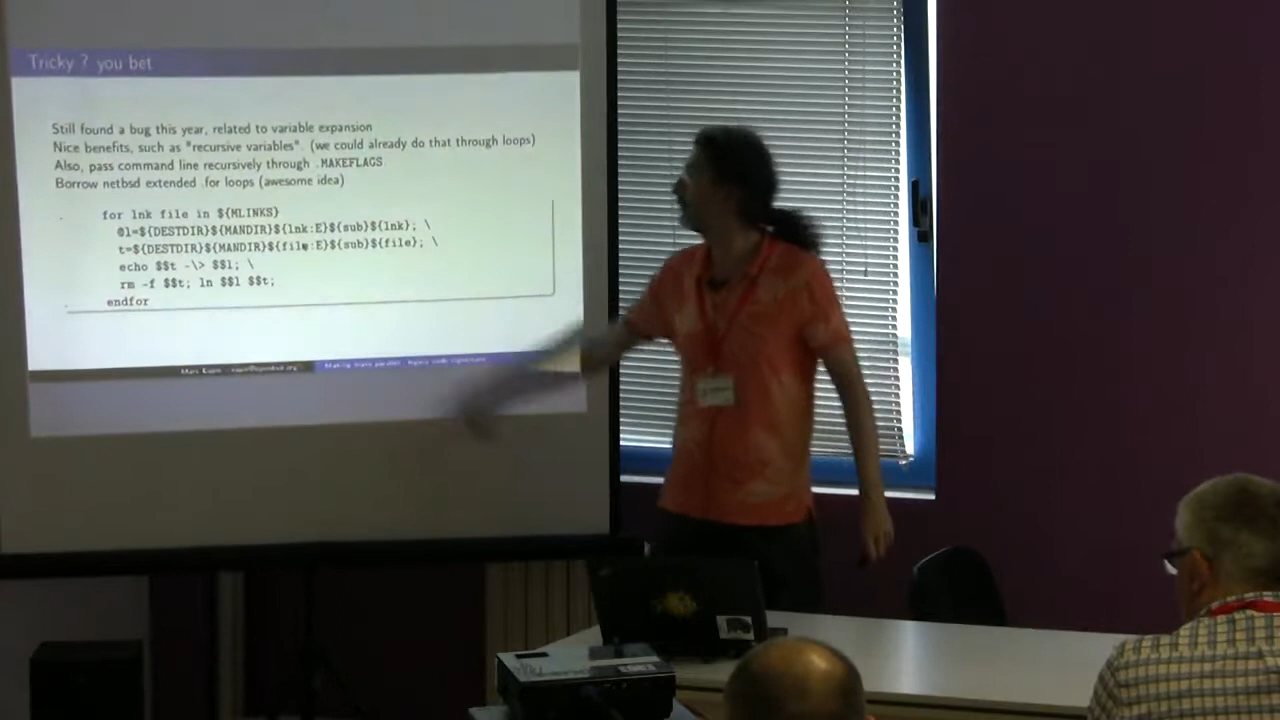 Tricky ? you bet
Still found a bug this year, related to variable expansion
Nice benefits, such as "recursive variables". (we could already do that through loops)
Also, pass command line recursively through .MAKEFLAGS
Borrow netbsd extended .for loops (awesome idea)
. for lnk file in ${MLINKS}
@l=${DESTDIR}${MANDIR}${lnk:E}${sub}${lnk}; \
t=${DESTDIR}${MANDIR}${file:E}${sub}${file}; \
echo $$t -\> $$l; \
rm -f $$t; ln $$l $$t;
. endfor
Making make parallel